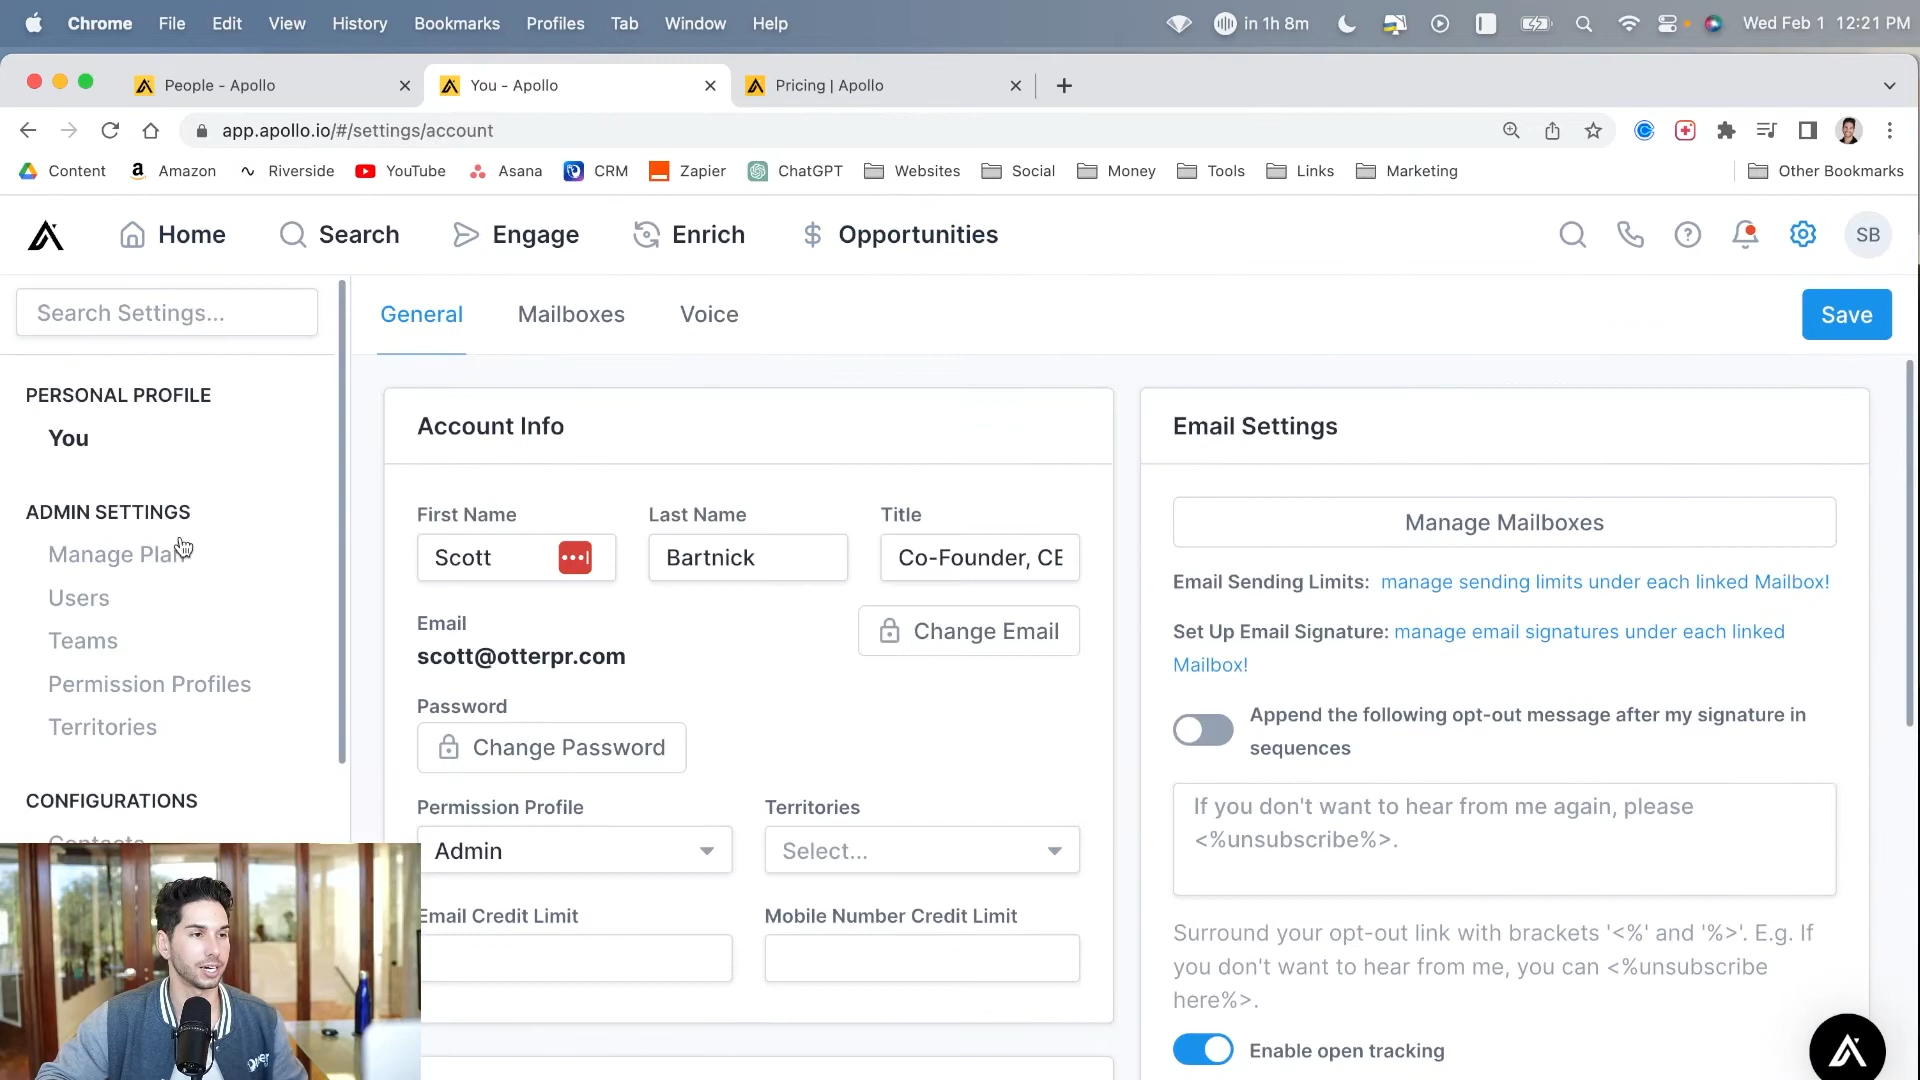 Chrome File Edit View History Bookmarks Profiles Tab Window Help in 1h 8m Wed Feb 1 12:21 PM
People - Apollo You - Apollo Pricing | Apollo
app.apollo.io/#/settings/account
Content Amazon Riverside YouTube Asana CRM Zapier ChatGPT Websites Social Money Tools Links Marketing Other Bookmarks
Home Search Engage Enrich Opportunities SB
Search Settings...
General Mailboxes Voice Save
PERSONAL PROFILE
You
ADMIN SETTINGS
Manage Plan
Users
Teams
Permission Profiles
Territories
CONFIGURATIONS
Contacts
Account Info
First Name Last Name Title
Scott Bartnick Co-Founder, CE
Email
scott@otterpr.com
Change Email
Password
Change Password
Permission Profile Territories
Admin Select...
Email Credit Limit Mobile Number Credit Limit
Email Settings
Manage Mailboxes
Email Sending Limits: manage sending limits under each linked Mailbox!
Set Up Email Signature: manage email signatures under each linked
Mailbox!
Append the following opt-out message after my signature in
sequences
If you don't want to hear from me again, please
<%unsubscribe%>.
Surround your opt-out link with brackets '<%' and '%>'. E.g. If
you don't want to hear from me, you can <%unsubscribe
here%>.
Enable open tracking